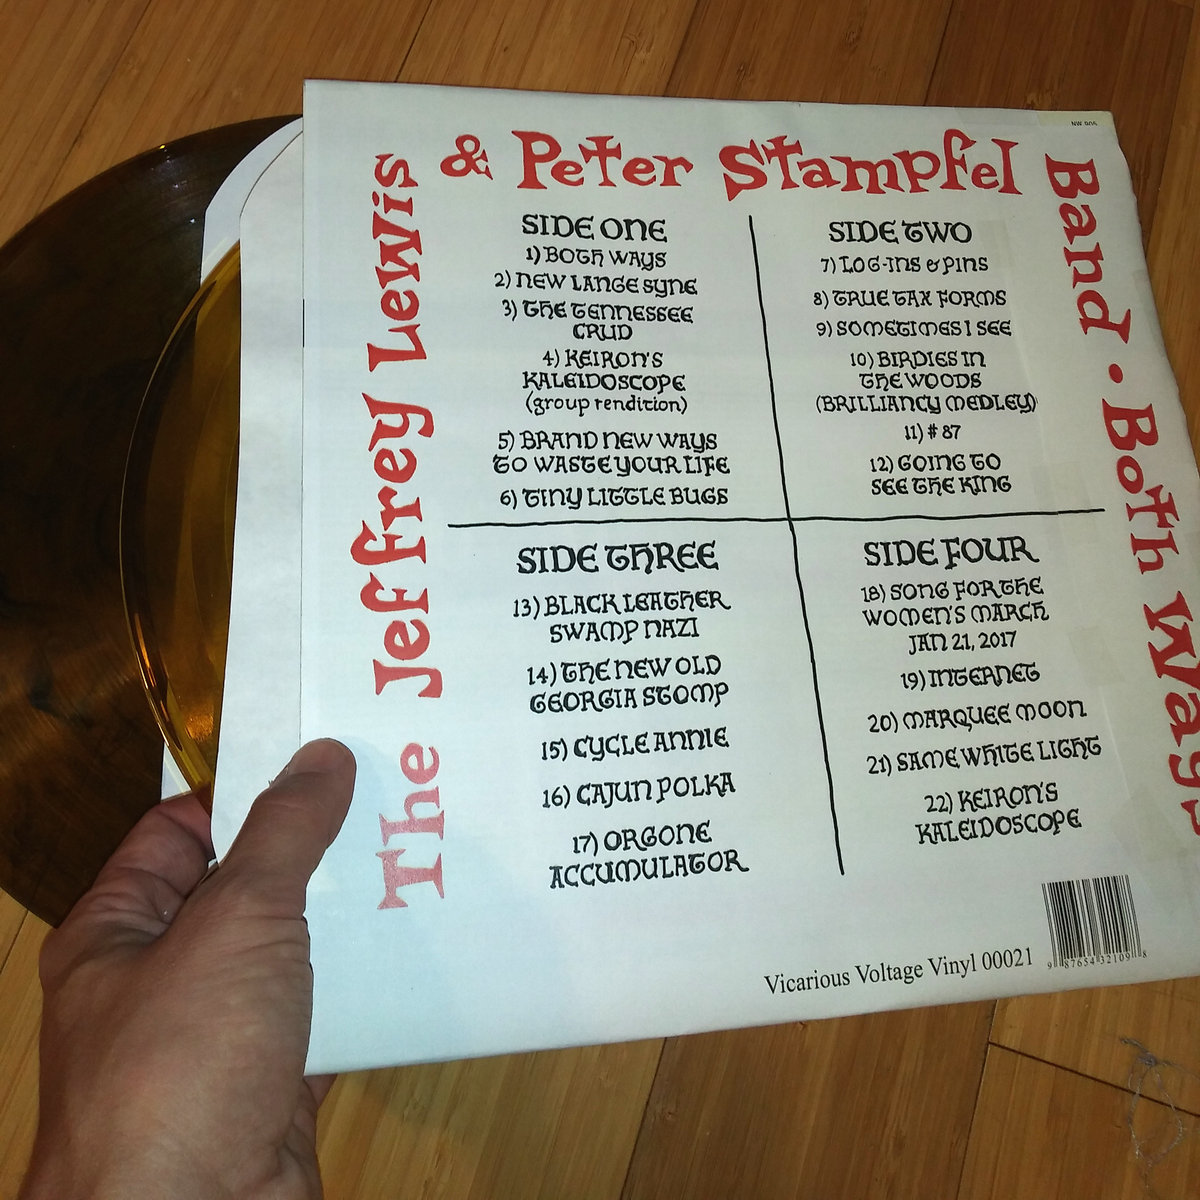 The Jeffrey Lewis
& Peter Stampfel
Band · Both Ways
SIDE ONE
1) BOTH WAYS
2) NEW LANGE SYNE
3) THE TENNESSEE
CRUD
4) KEIRON'S
KALEIDOSCOPE
(group rendition)
5) BRAND NEW WAYS
TO WASTE YOUR LIFE
6) TINY LITTLE BUGS
SIDE TWO
7) LOG-INS & PINS
8) TRUE TAX FORMS
9) SOMETIMES I SEE
10) BIRDIES IN
THE WOODS
(BRILLIANCY MEDLEY)
11) # 87
12) GOING TO
SEE THE KING
SIDE THREE
13) BLACK LEATHER
SWAMP NAZI
14) THE NEW OLD
GEORGIA STOMP
15) CYCLE ANNIE
16) CAJUN POLKA
17) ORGONE
ACCUMULATOR
SIDE FOUR
18) SONG FOR THE
WOMEN'S MARCH
JAN 21, 2017
19) INTERNET
20) MARQUEE MOON
21) SAME WHITE LIGHT
22) KEIRON'S
KALEIDOSCOPE
Vicarious Voltage Vinyl 00021
9 87654 32109 8